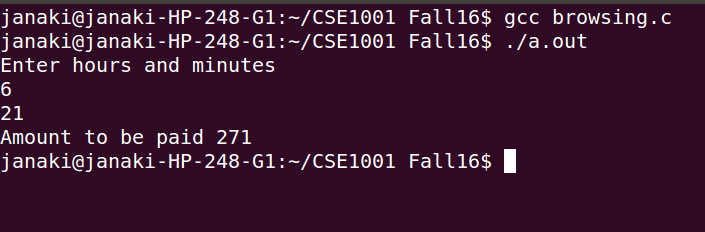 janaki@janaki-HP-248-G1:~/CSE1001 Fall16$ gcc browsing.c
janaki@janaki-HP-248-G1:~/CSE1001 Fall16$ ./a.out
Enter hours and minutes
6
21
Amount to be paid 271
janaki@janaki-HP-248-G1:~/CSE1001 Fall16$